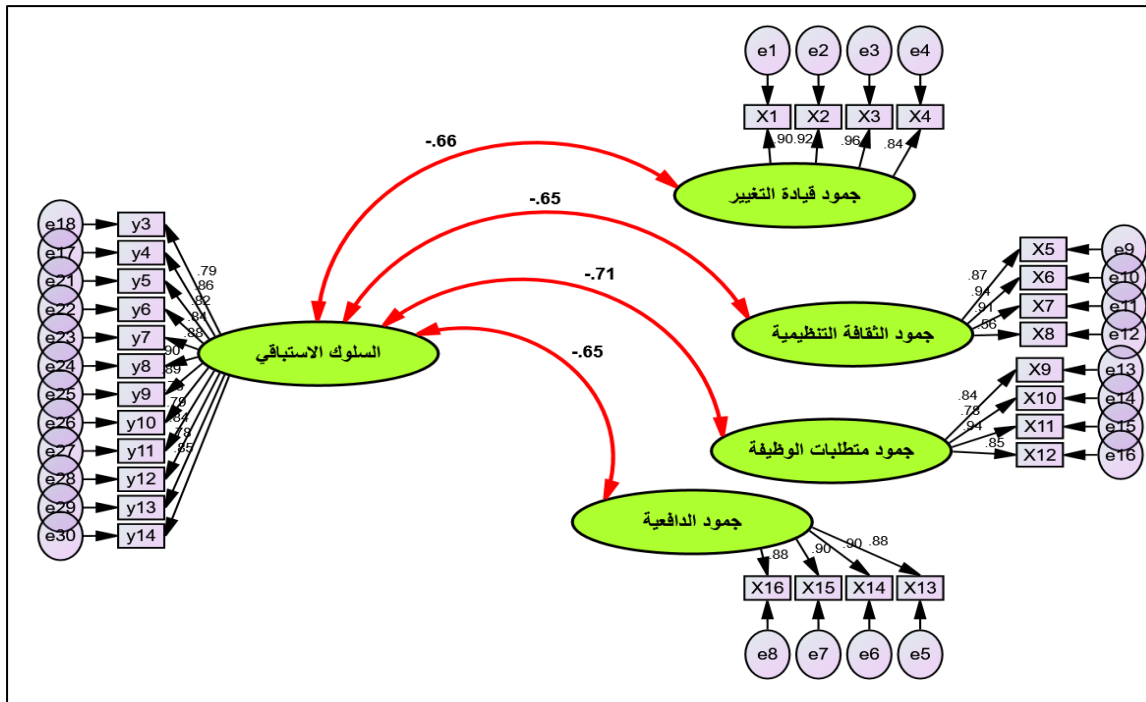 e1 e2 e3 e4
X1 X2 X3 X4
.90 .92 .96 .84
جمود قيادة التغيير
-.66
-.65
-.71
-.65
e18 y3
e17 y4
e21 y5
e22 y6
e23 y7
e24 y8
e25 y9
e26 y10
e27 y11
e28 y12
e29 y13
e30 y14
.79
.86
.82
.84
.88
.90
.89
.79
.84
.78
.85
السلوك الاستباقي
X5 e9
X6 e10
X7 e11
X8 e12
.87
.94
.91
.56
جمود الثقافة التنظيمية
X9 e13
X10 e14
X11 e15
X12 e16
.84
.78
.94
.85
جمود متطلبات الوظيفة
جمود الدافعية
.88 .90 .90 .88
X16 X15 X14 X13
e8 e7 e6 e5